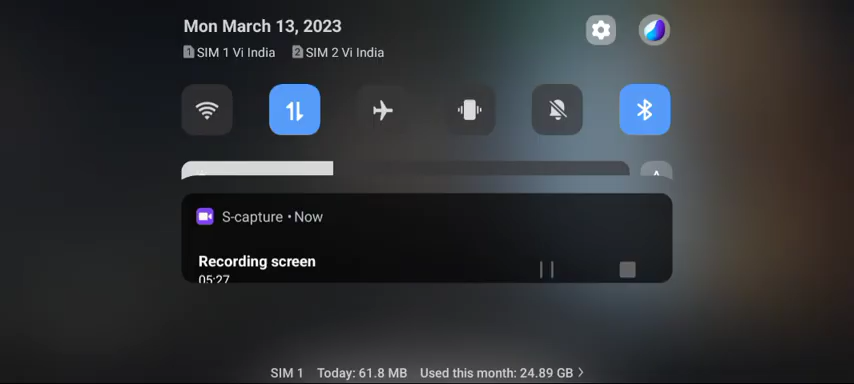 Mon March 13, 2023
1 SIM 1 Vi India 2 SIM 2 Vi India
S-capture • Now
Recording screen
05:27
SIM 1 Today: 61.8 MB Used this month: 24.89 GB